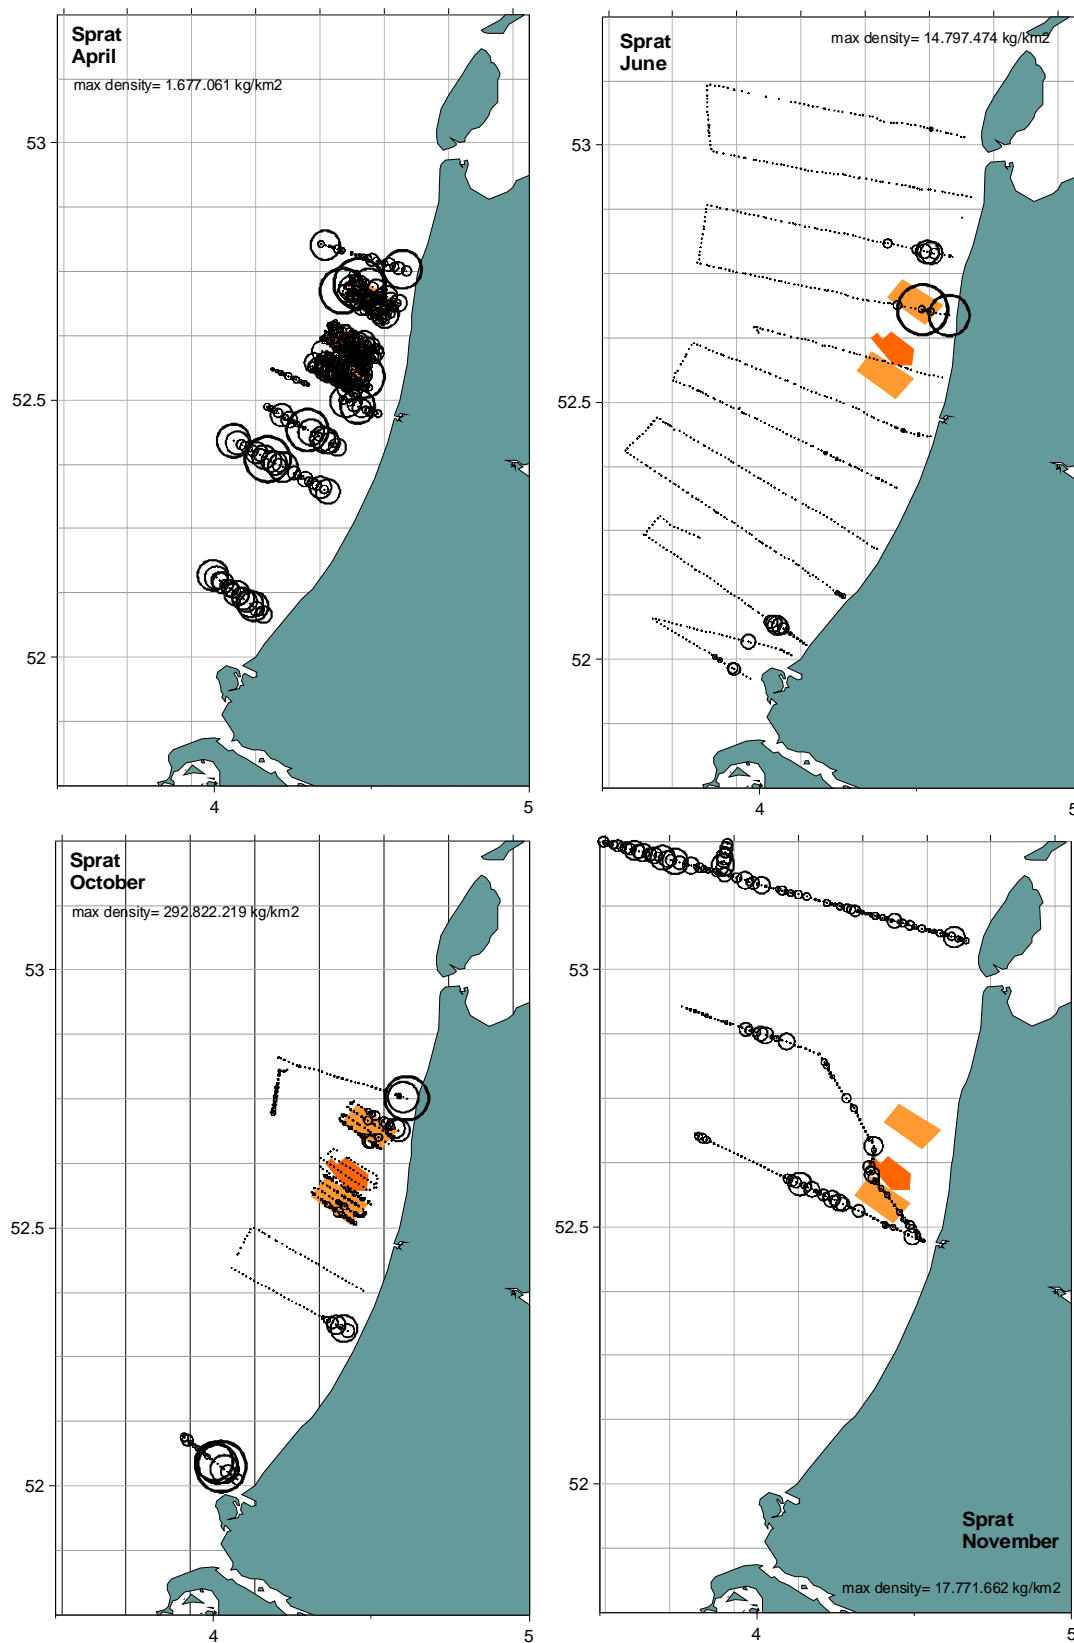 Sprat
April
max density= 1.677.061 kg/km2
53
52.5
52
4
5
Sprat
June
max density= 14.797.474 kg/km2
53
52.5
52
4
5
Sprat
October
max density= 292.822.219 kg/km2
53
52.5
52
4
5
53
52.5
52
Sprat
November
max density= 17.771.662 kg/km2
4
5